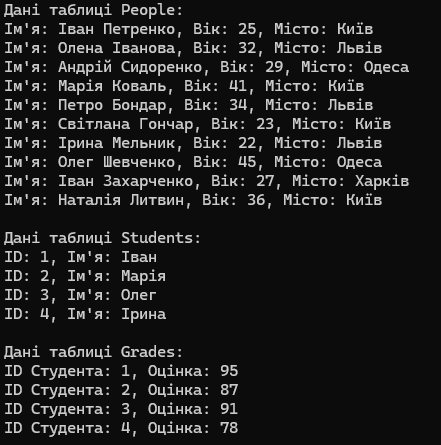 Дані таблиці People:
Ім'я: Іван Петренко, Вік: 25, Місто: Київ
Ім'я: Олена Іванова, Вік: 32, Місто: Львів
Ім'я: Андрій Сидоренко, Вік: 29, Місто: Одеса
Ім'я: Марія Коваль, Вік: 41, Місто: Київ
Ім'я: Петро Бондар, Вік: 34, Місто: Львів
Ім'я: Світлана Гончар, Вік: 23, Місто: Київ
Ім'я: Ірина Мельник, Вік: 22, Місто: Львів
Ім'я: Олег Шевченко, Вік: 45, Місто: Одеса
Ім'я: Іван Захарченко, Вік: 27, Місто: Харків
Ім'я: Наталія Литвин, Вік: 36, Місто: Київ
Дані таблиці Students:
ID: 1, Ім'я: Іван
ID: 2, Ім'я: Марія
ID: 3, Ім'я: Олег
ID: 4, Ім'я: Ірина
Дані таблиці Grades:
ID Студента: 1, Оцінка: 95
ID Студента: 2, Оцінка: 87
ID Студента: 3, Оцінка: 91
ID Студента: 4, Оцінка: 78